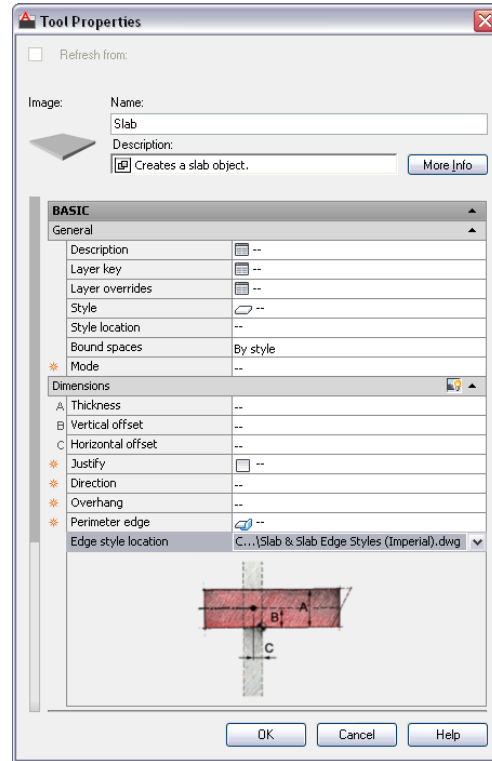 Tool Properties
Refresh from:
Image:
Name:
Slab
Description:
Creates a slab object.
More Info
BASIC
General
Description --
Layer key --
Layer overrides --
Style --
Style location --
Bound spaces By style
Mode --
Dimensions
A Thickness --
B Vertical offset --
C Horizontal offset --
Justify --
Direction --
Overhang --
Perimeter edge --
Edge style location C...\Slab & Slab Edge Styles (Imperial).dwg
A
B
C
OK Cancel Help